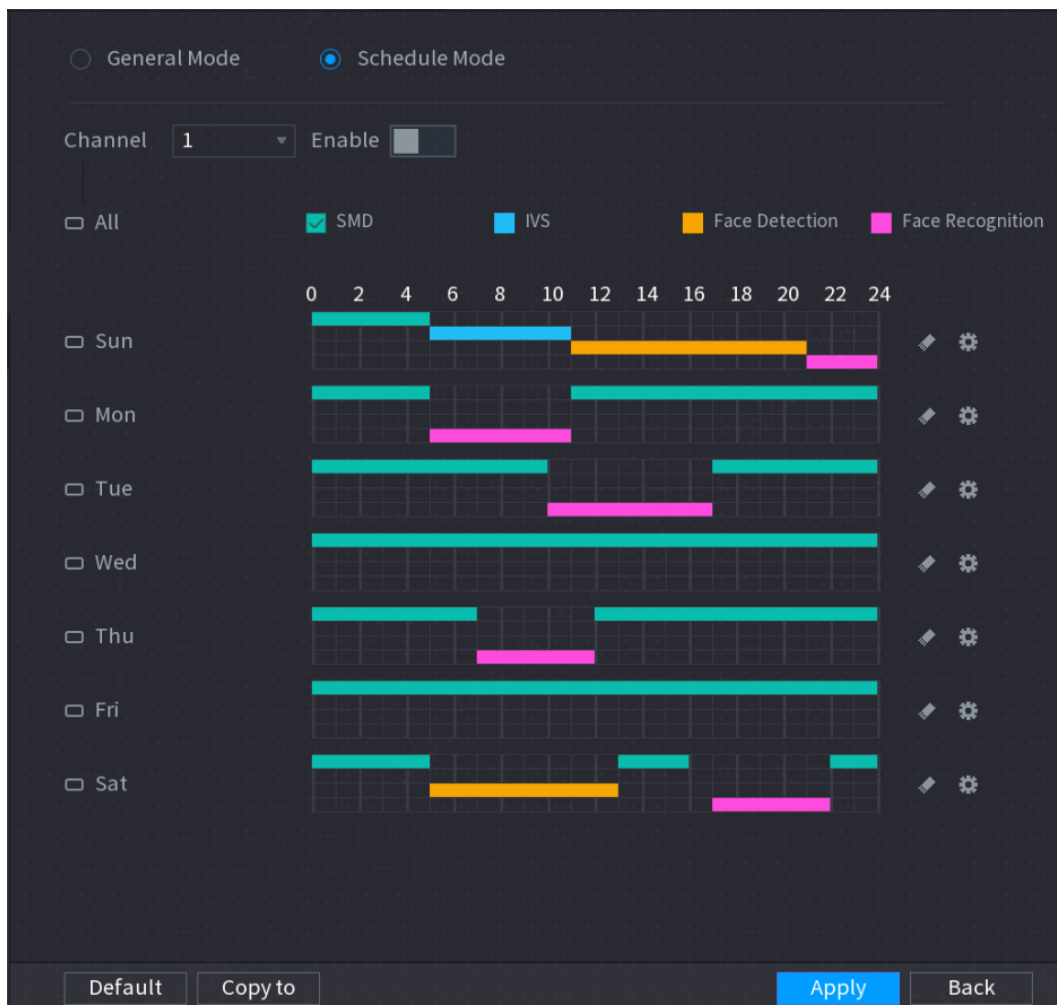 General Mode Schedule Mode
Channel 1 Enable
All SMD IVS Face Detection Face Recognition
0 2 4 6 8 10 12 14 16 18 20 22 24
Sun
Mon
Tue
Wed
Thu
Fri
Sat
Default Copy to Apply Back